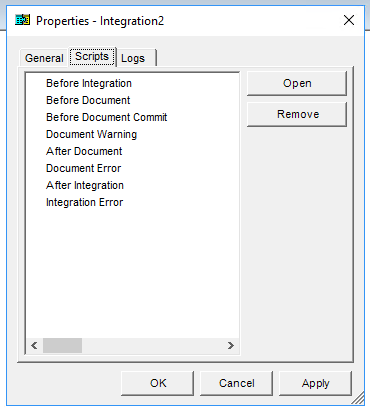 Properties - Integration2
General Scripts Logs
Before Integration
Before Document
Before Document Commit
Document Warning
After Document
Document Error
After Integration
Integration Error
Open
Remove
OK Cancel Apply